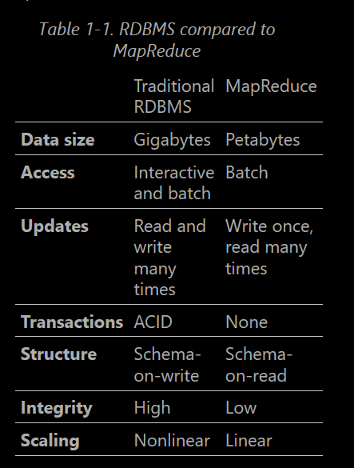 Table 1-1. RDBMS compared to
MapReduce
Traditional MapReduce
RDBMS
Data size Gigabytes Petabytes
Access Interactive Batch
and batch
Updates Read and Write once,
write read many
many times
times
Transactions ACID None
Structure Schema- Schema-
on-write on-read
Integrity High Low
Scaling Nonlinear Linear